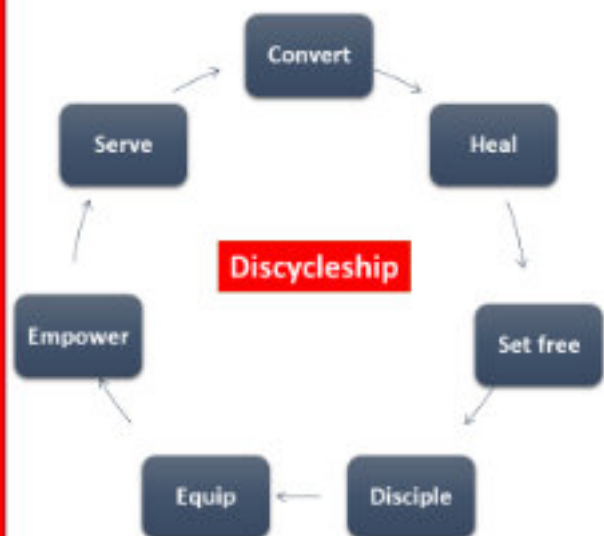 Convert
Heal
Set free
Disciple
Equip
Empower
Serve
Discycleship